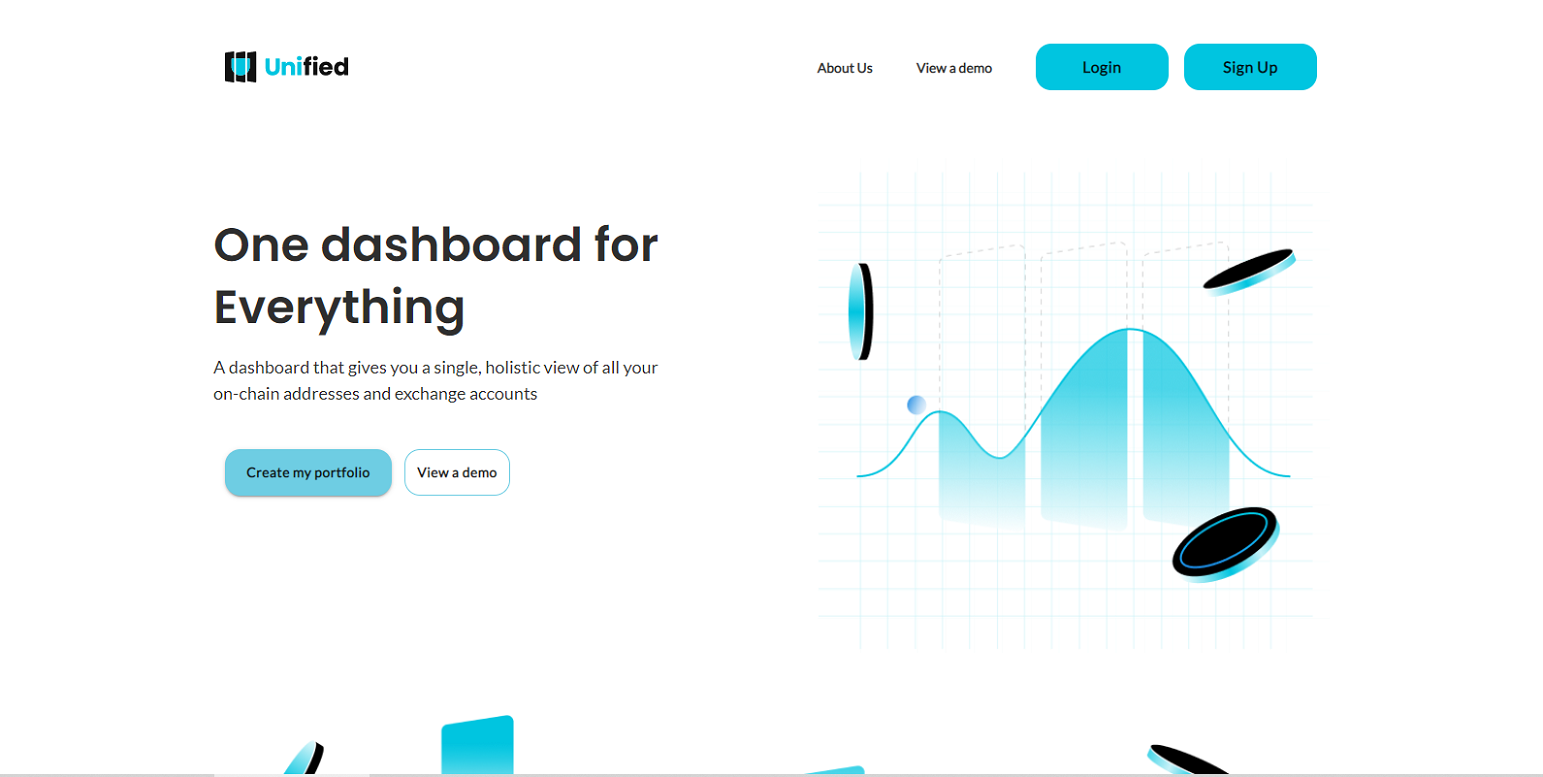 Unified
About Us
View a demo
Login
Sign Up
One dashboard for
Everything
A dashboard that gives you a single, holistic view of all your
on-chain addresses and exchange accounts
Create my portfolio
View a demo